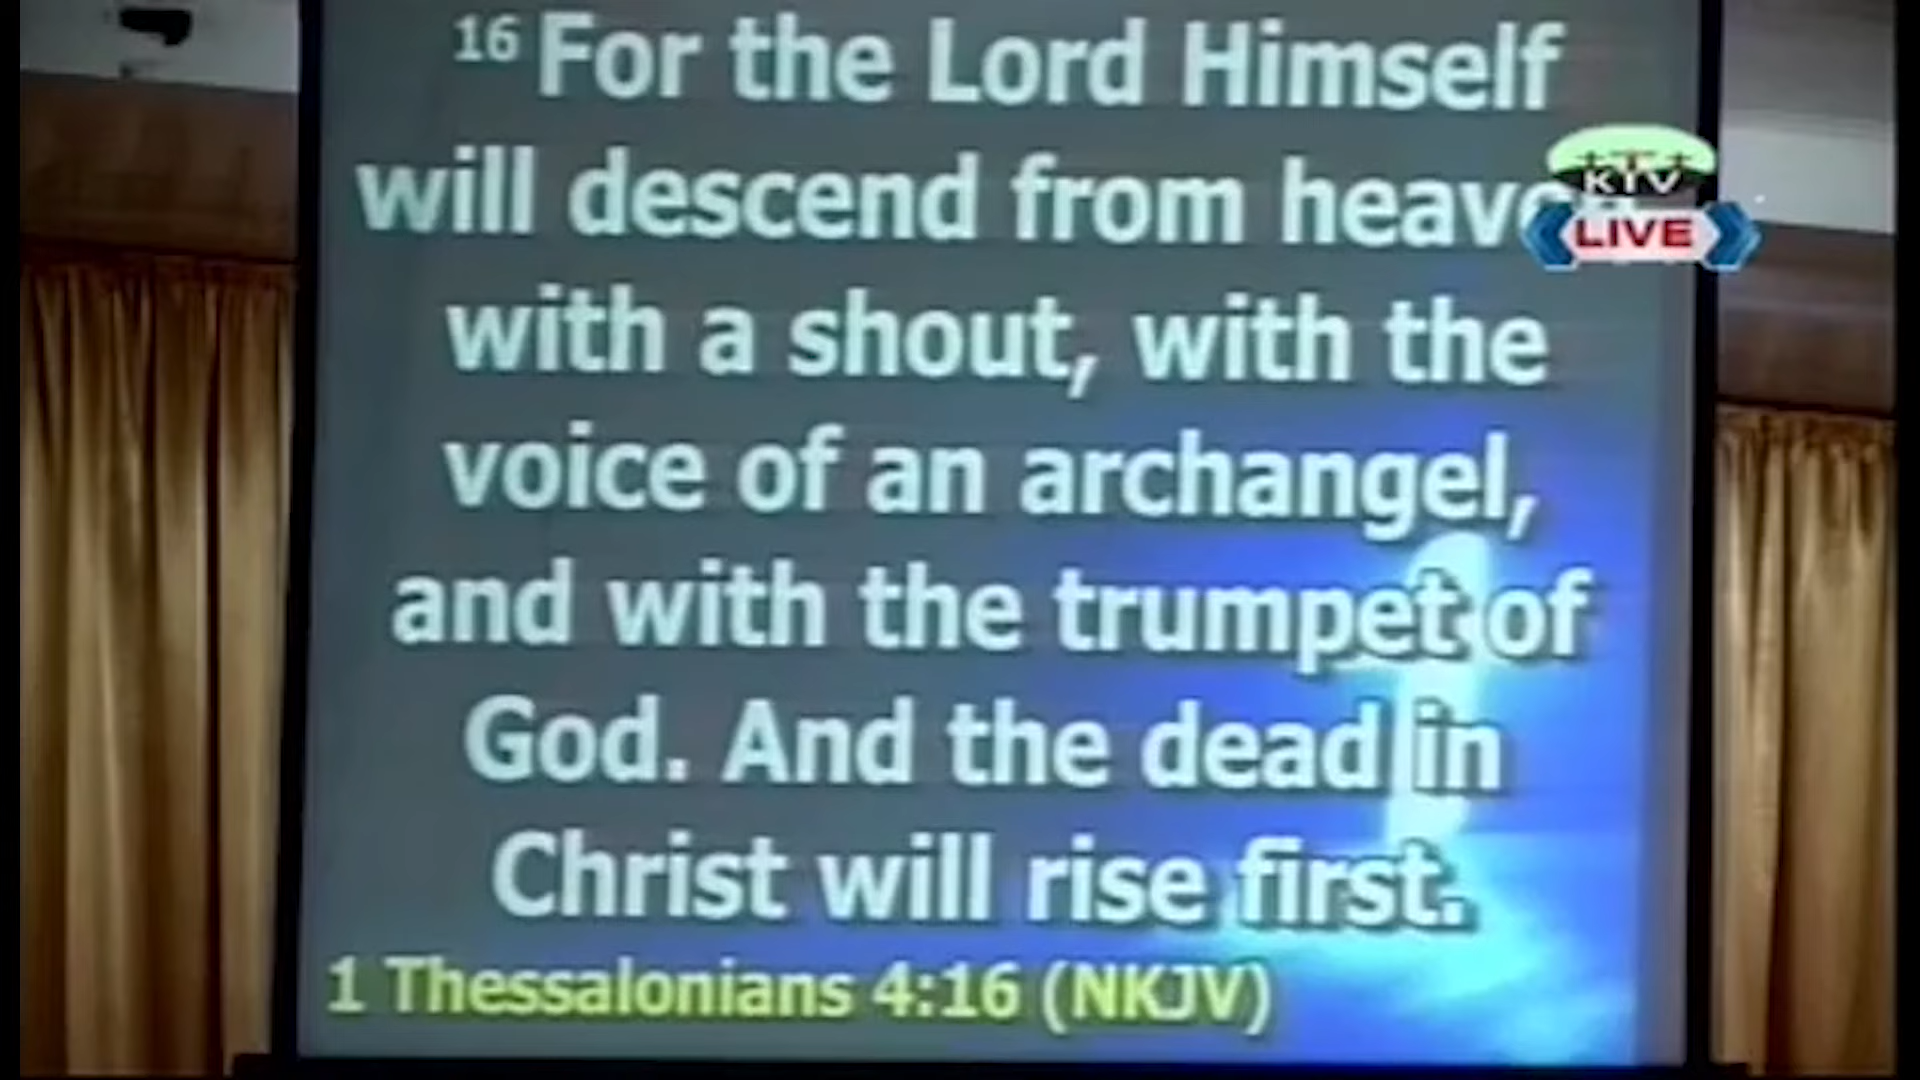 16 For the Lord Himself
will descend from heave
with a shout, with the
voice of an archangel,
and with the trumpet of
God. And the dead in
Christ will rise first.
1 Thessalonians 4:16 (NKJV)
KTV
LIVE